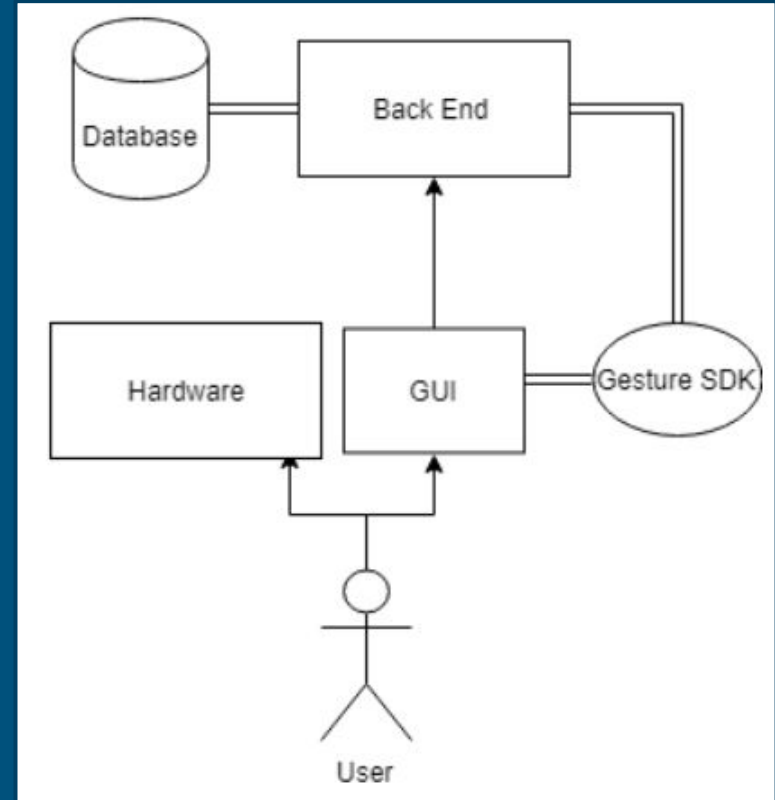 Back End
Database
Hardware
GUI
Gesture SDK
User